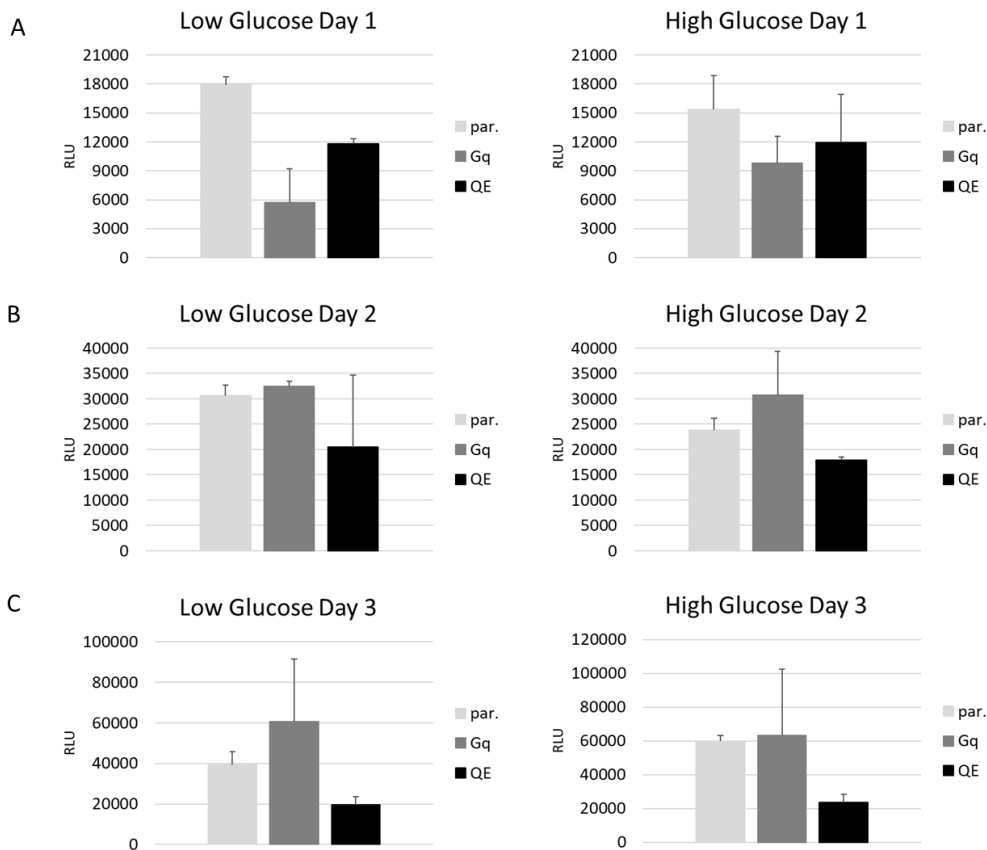 A
Low Glucose Day 1
21000
18000
15000
12000
9000
6000
3000
0
RLU
par.
Gq
QE
High Glucose Day 1
21000
18000
15000
12000
9000
6000
3000
0
RLU
par.
Gq
QE
B
Low Glucose Day 2
40000
35000
30000
25000
20000
15000
10000
5000
0
RLU
par.
Gq
QE
High Glucose Day 2
40000
35000
30000
25000
20000
15000
10000
5000
0
RLU
par.
Gq
QE
C
Low Glucose Day 3
100000
80000
60000
40000
20000
0
RLU
par.
Gq
QE
High Glucose Day 3
120000
100000
80000
60000
40000
20000
0
RLU
par.
Gq
QE